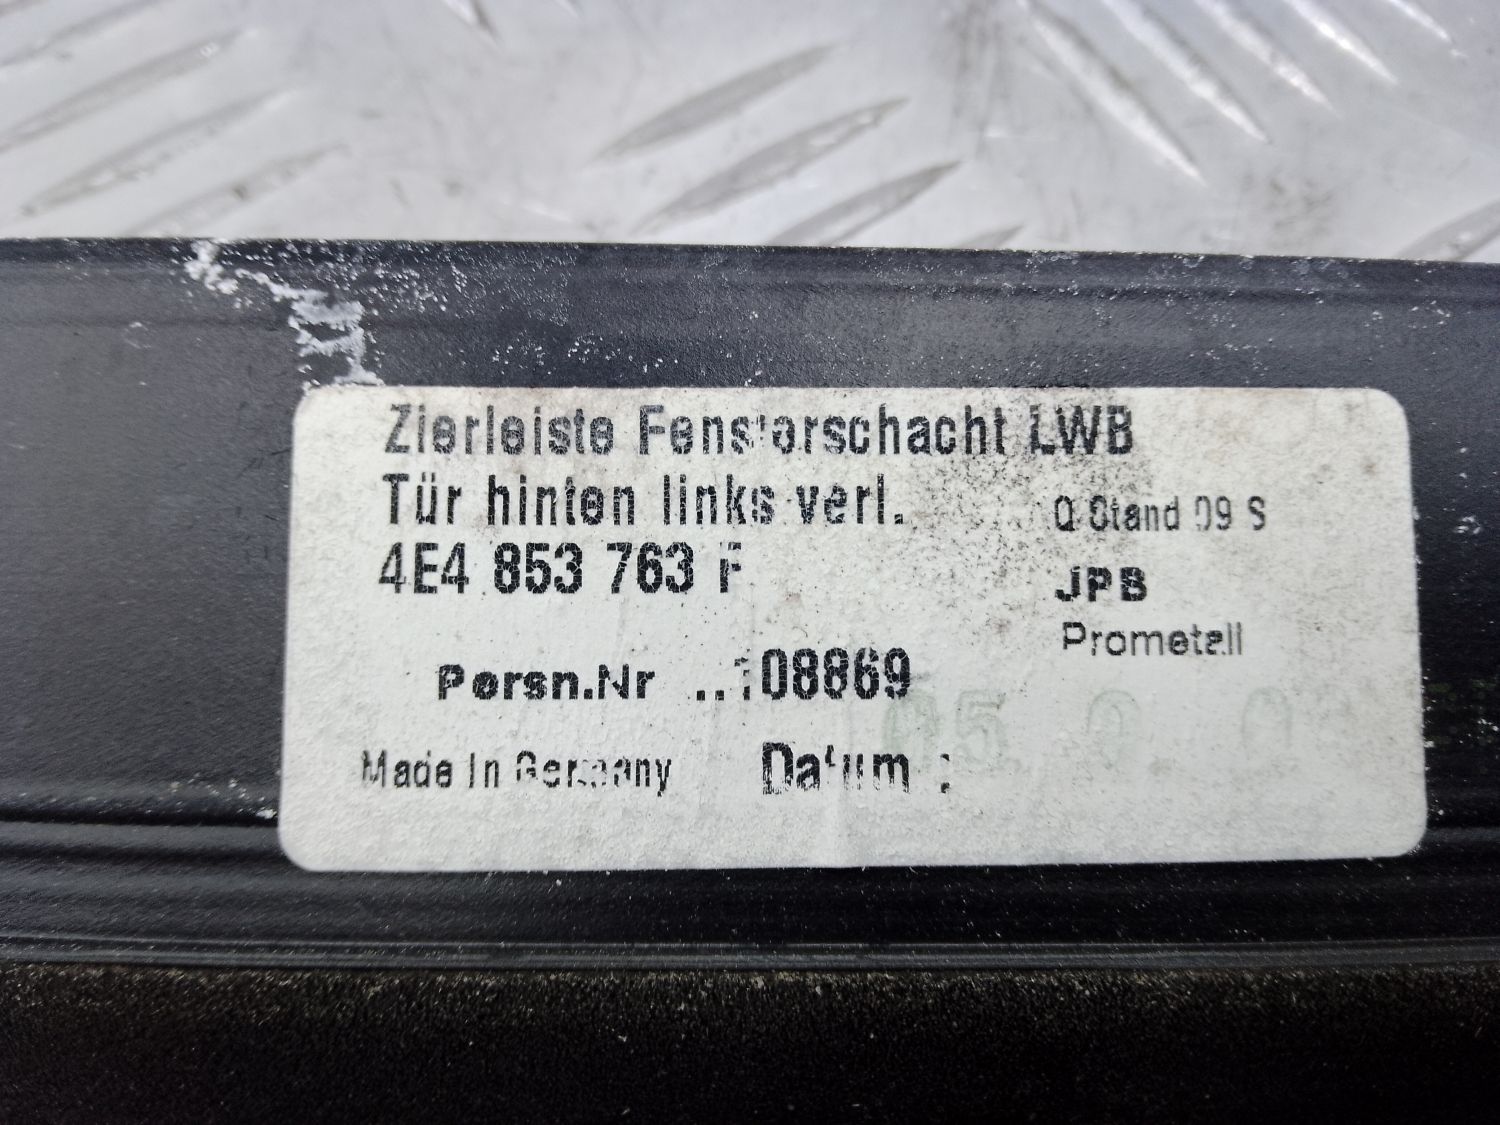 Zierleiste Fensterschacht LWB
Tür hinten links verl.
Q Stand 09 S
4E4 853 763 F
JPB
Prometall
Persn.Nr ..108869
Made In Germany
Datum :